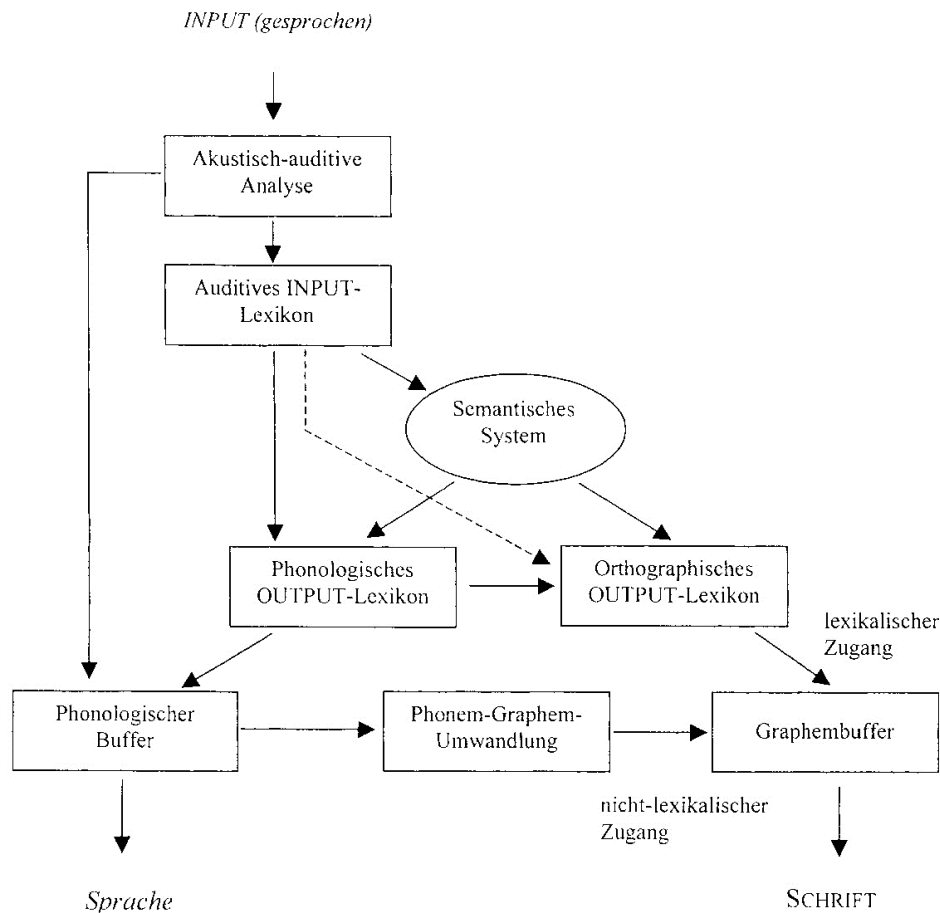 INPUT (gesprochen)
Akustisch-auditive
Analyse
Auditives INPUT-
Lexikon
Semantisches
System
Phonologisches
OUTPUT-Lexikon
Orthographisches
OUTPUT-Lexikon
lexikalischer
Zugang
Phonologischer
Buffer
Phonem-Graphem-
Umwandlung
Graphembuffer
nicht-lexikalischer
Zugang
Sprache
SCHRIFT